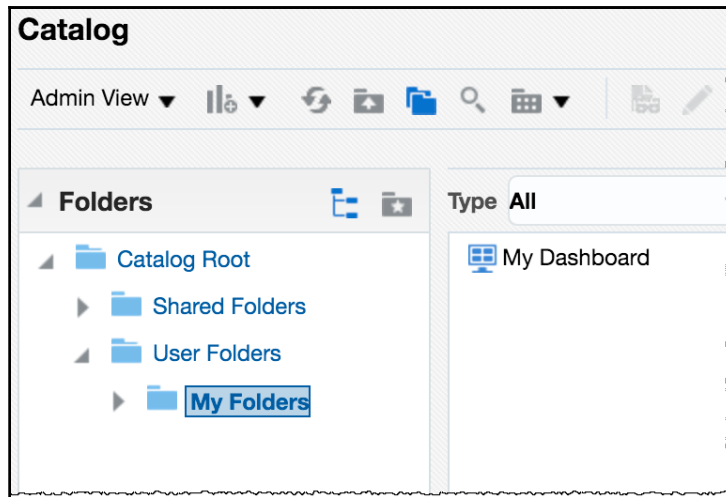 Catalog
Admin View
Folders
Type All
Catalog Root
My Dashboard
Shared Folders
User Folders
My Folders